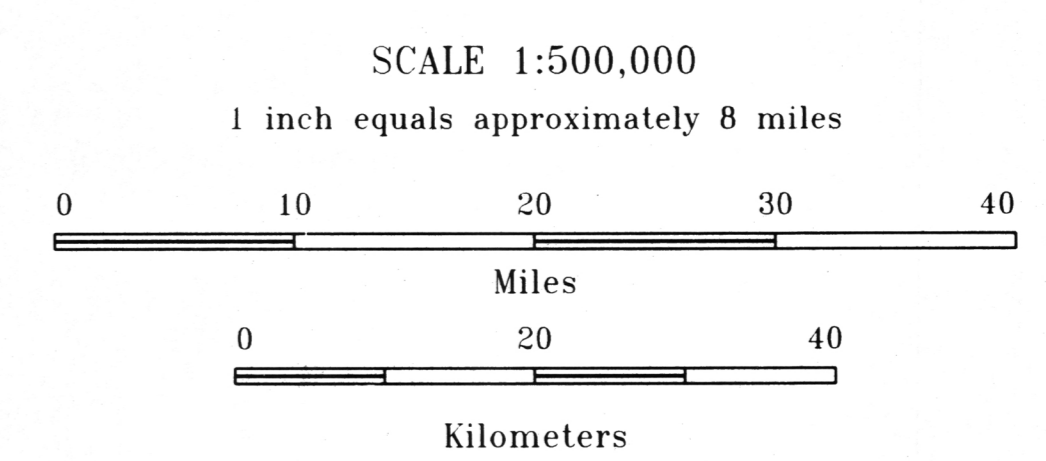 SCALE 1:500,000
1 inch equals approximately 8 miles
0 10 20 30 40
Miles
0 20 40
Kilometers